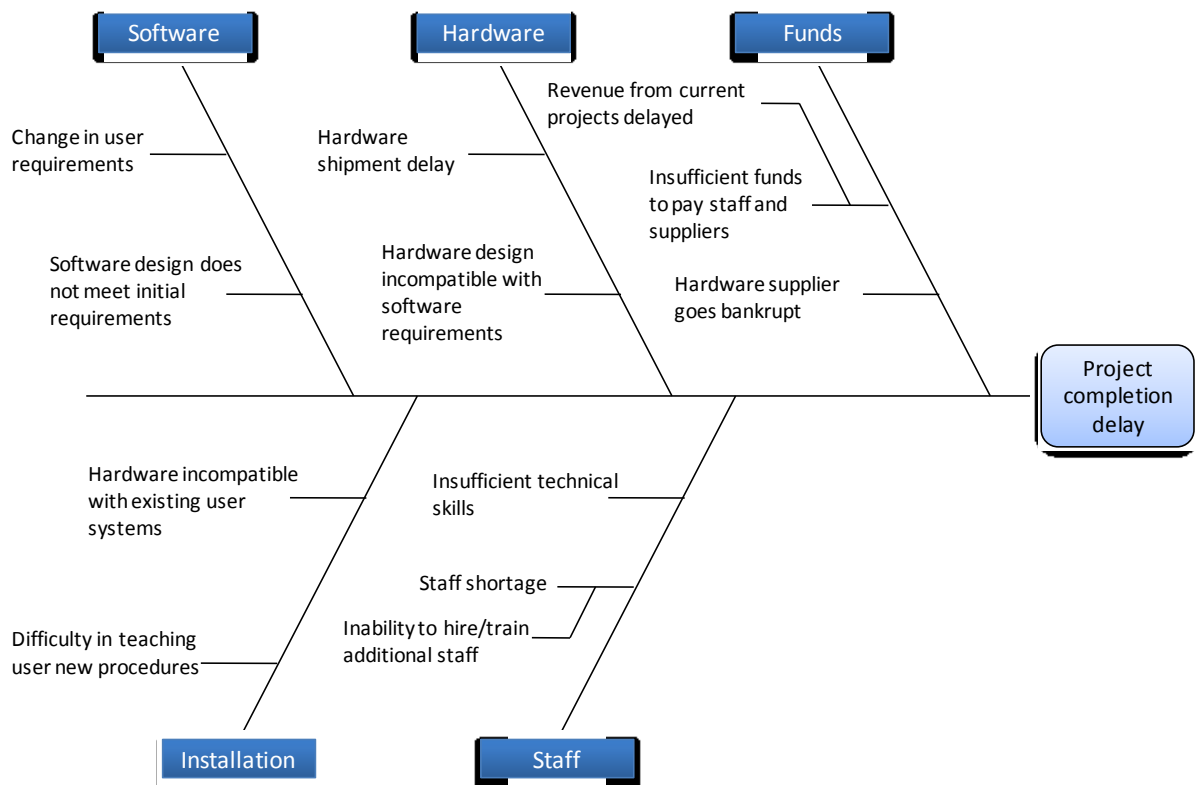 Software
Hardware
Funds
Change in user
requirements
Software design does
not meet initial
requirements
Hardware
shipment delay
Hardware design
incompatible with
software
requirements
Revenue from current
projects delayed
Insufficient funds
to pay staff and
suppliers
Hardware supplier
goes bankrupt
Project
completion
delay
Hardware incompatible
with existing user
systems
Difficulty in teaching
user new procedures
Insufficient technical
skills
Staff shortage
Inability to hire/train
additional staff
Installation
Staff